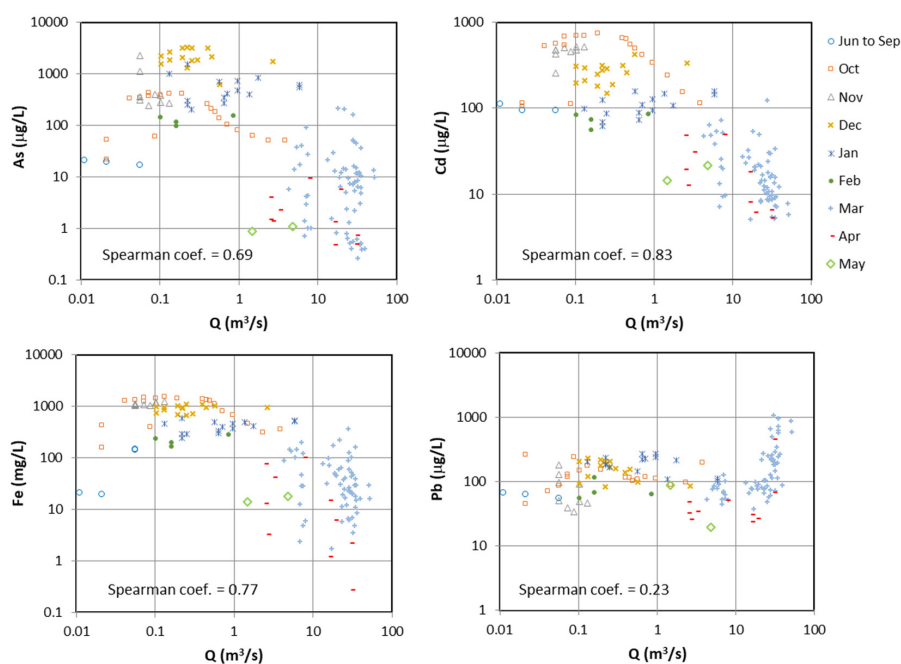 10000
1000
100
10
1
0.1
As (µg/L)
Spearman coef. = 0.69
0.01 0.1 1 10 100
Q (m³/s)
1000
100
10
1
Cd (µg/L)
Spearman coef. = 0.83
0.01 0.1 1 10 100
Q (m³/s)
Jun to Sep
Oct
Nov
Dec
Jan
Feb
Mar
Apr
May
10000
1000
100
10
1
0.1
Fe (mg/L)
Spearman coef. = 0.77
0.01 0.1 1 10 100
Q (m³/s)
10000
1000
100
10
1
Pb (µg/L)
Spearman coef. = 0.23
0.01 0.1 1 10 100
Q (m³/s)